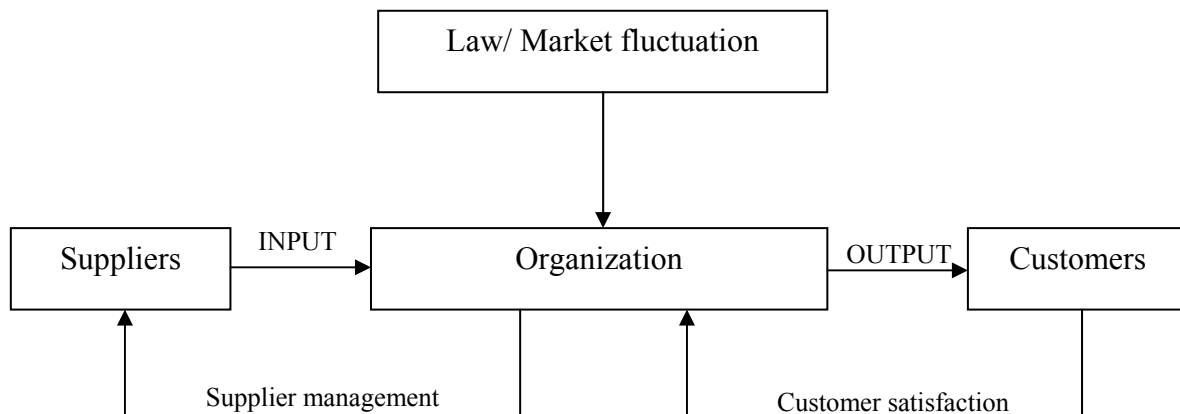 Law/ Market fluctuation
INPUT
Suppliers
Organization
OUTPUT
Customers
Supplier management
Customer satisfaction